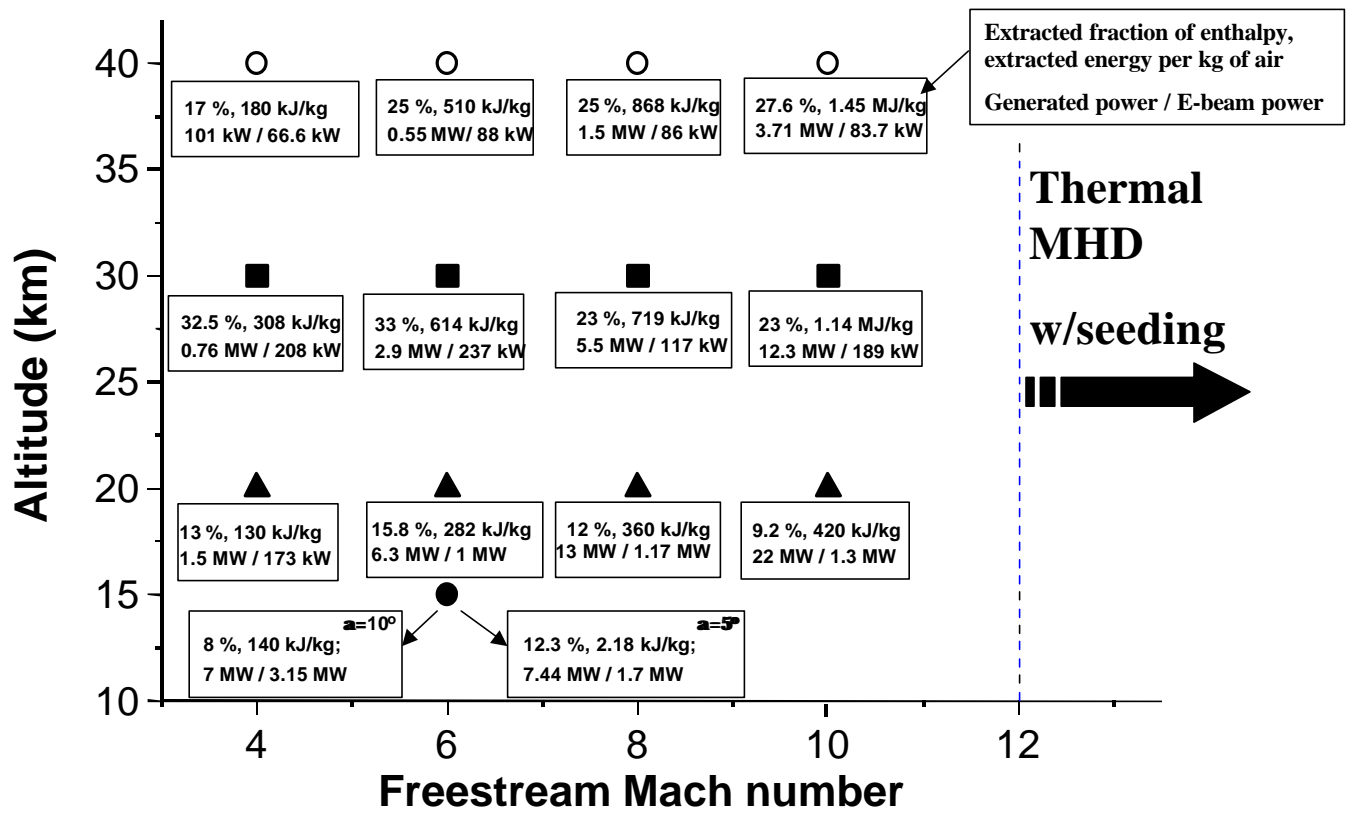 Extracted fraction of enthalpy,
extracted energy per kg of air
Generated power / E-beam power
40
17 %, 180 kJ/kg
101 kW / 66.6 kW
25 %, 510 kJ/kg
0.55 MW/ 88 kW
25 %, 868 kJ/kg
1.5 MW / 86 kW
27.6 %, 1.45 MJ/kg
3.71 MW / 83.7 kW
35
Thermal
MHD
w/seeding
30
32.5 %, 308 kJ/kg
0.76 MW / 208 kW
33 %, 614 kJ/kg
2.9 MW / 237 kW
23 %, 719 kJ/kg
5.5 MW / 117 kW
23 %, 1.14 MJ/kg
12.3 MW / 189 kW
25
20
13 %, 130 kJ/kg
1.5 MW / 173 kW
15.8 %, 282 kJ/kg
6.3 MW / 1 MW
12 %, 360 kJ/kg
13 MW / 1.17 MW
9.2 %, 420 kJ/kg
22 MW / 1.3 MW
15
a=10º
8 %, 140 kJ/kg;
7 MW / 3.15 MW
a=5º
12.3 %, 2.18 kJ/kg;
7.44 MW / 1.7 MW
10
Altitude (km)
4 6 8 10 12
Freestream Mach number